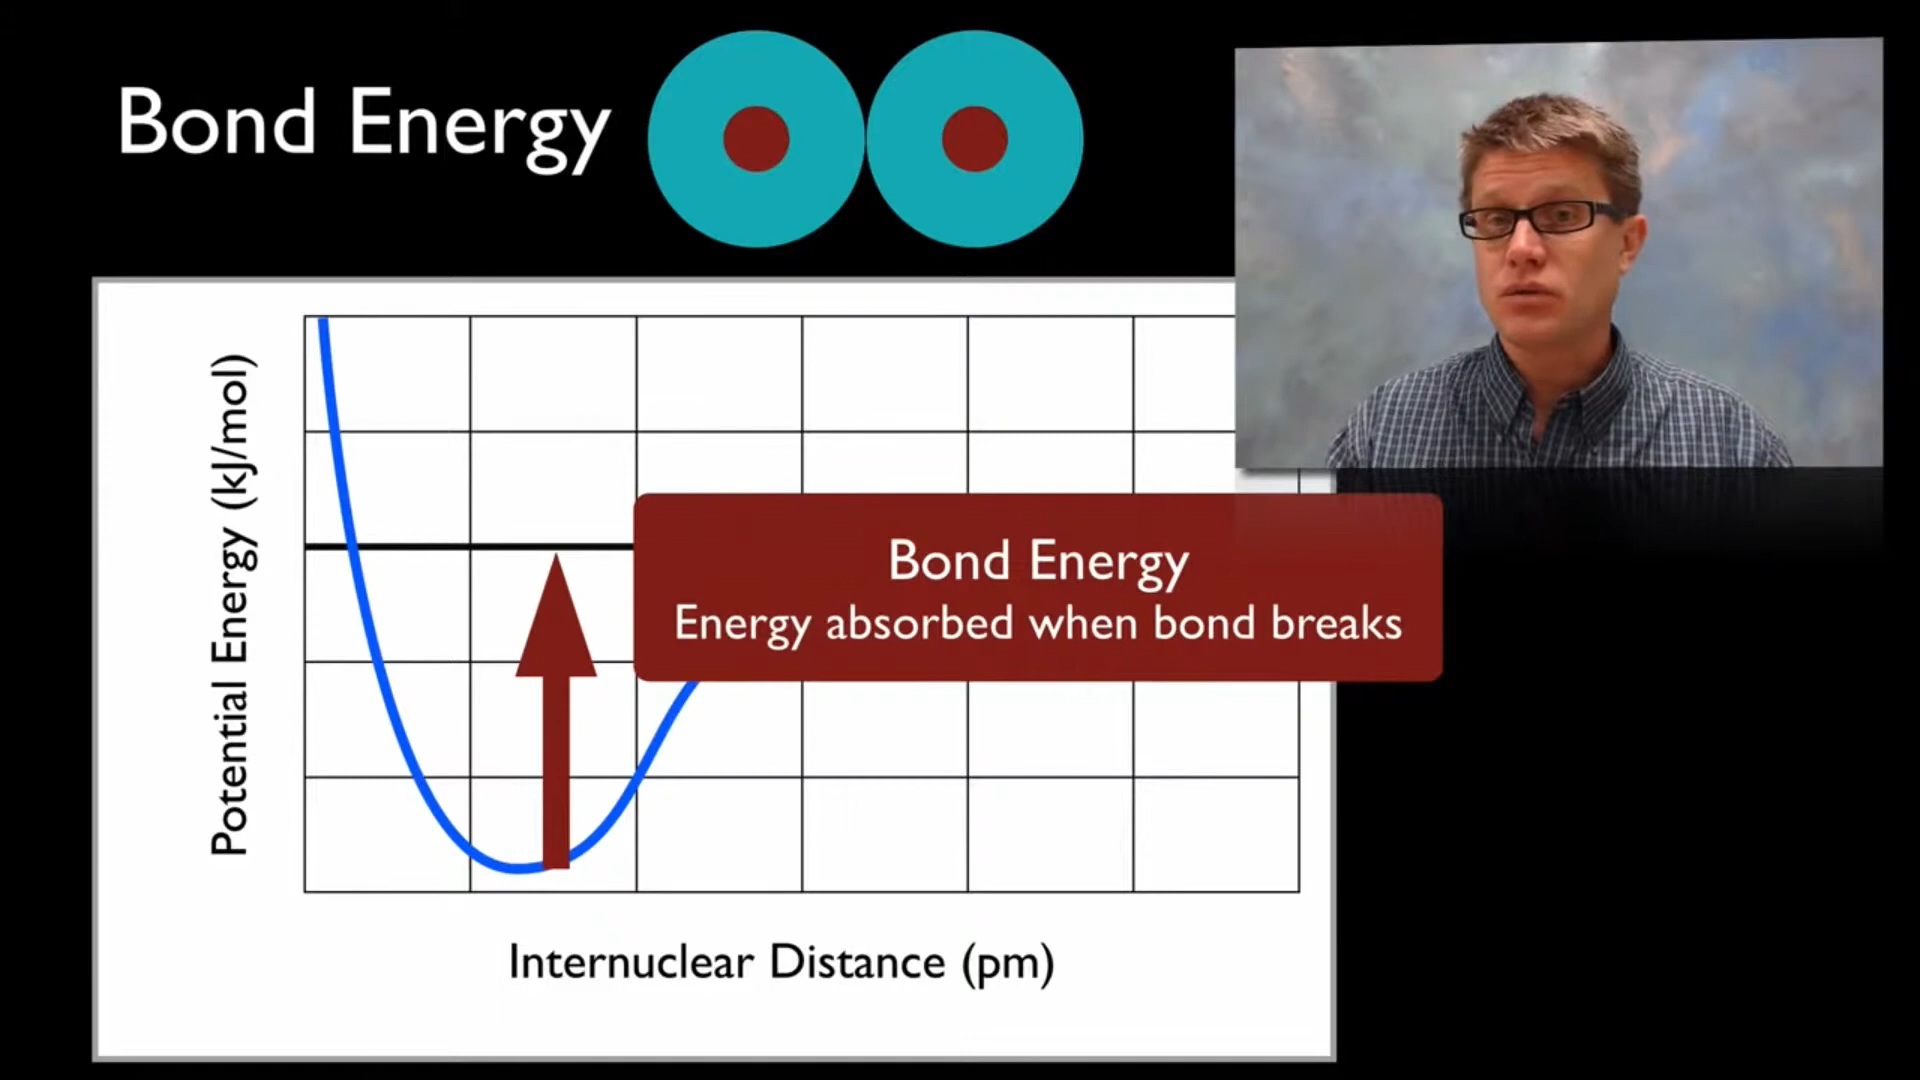 Bond Energy
Potential Energy (kJ/mol)
Bond Energy
Energy absorbed when bond breaks
Internuclear Distance (pm)